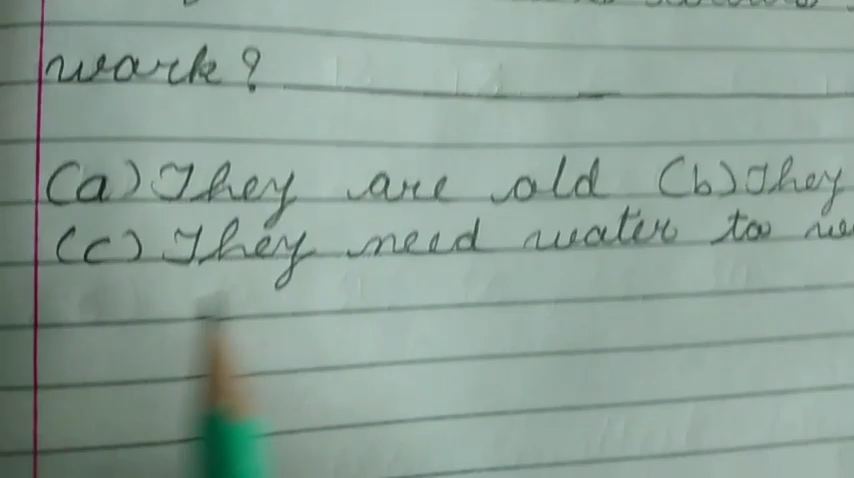 work?
(a) They are old (b) They
(c) They need water to